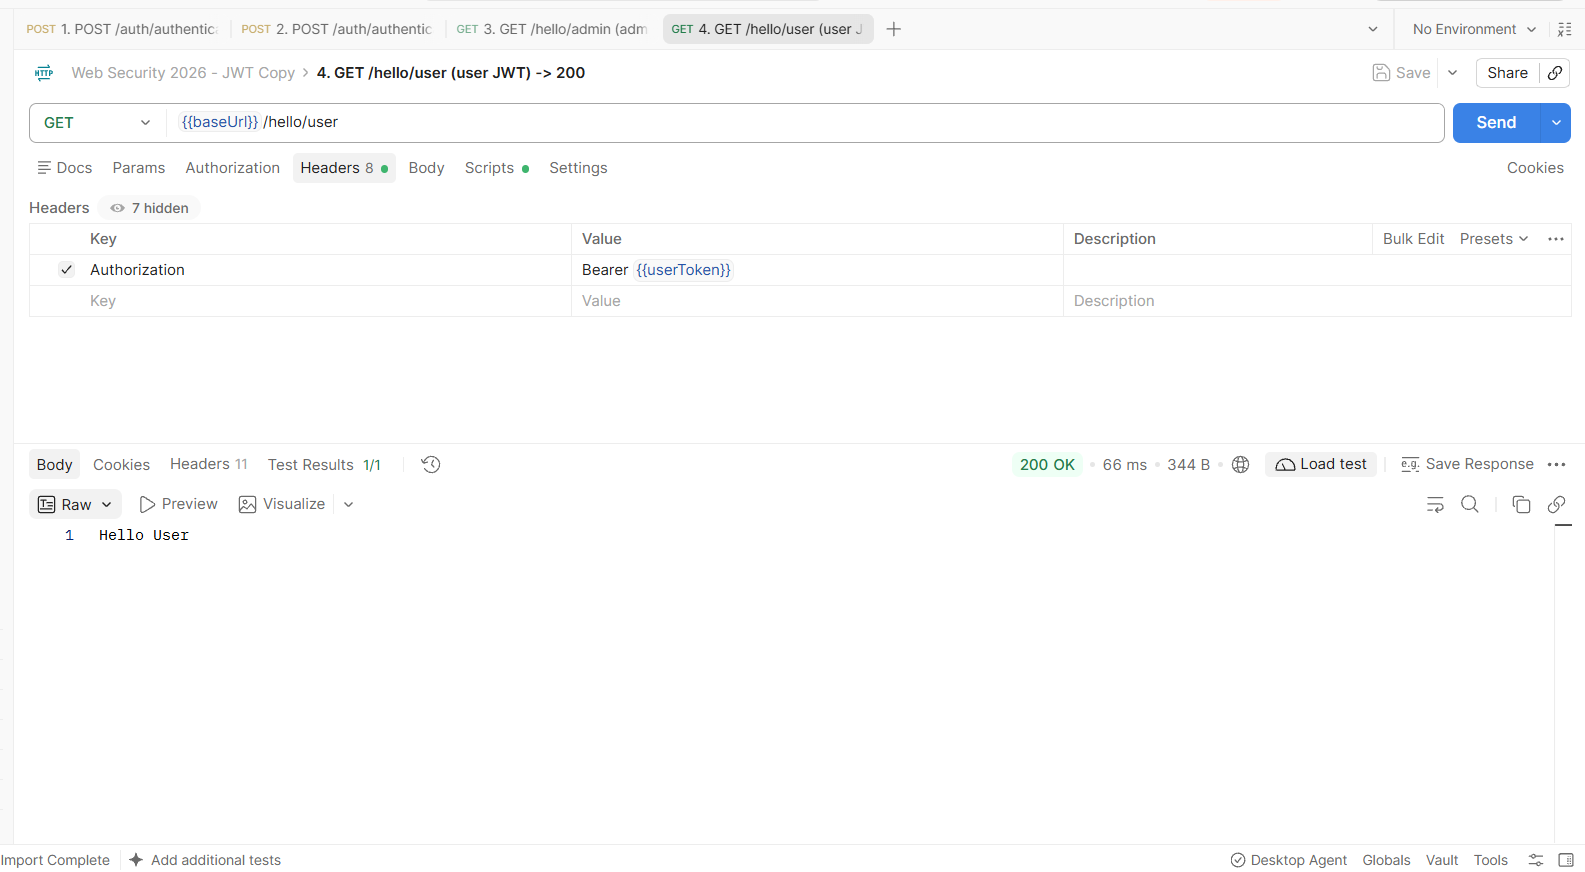 POST 1. POST /auth/authentic POST 2. POST /auth/authentic GET 3. GET /hello/admin (adm GET 4. GET /hello/user (user J No Environment
HTTP Web Security 2026 - JWT Copy > 4. GET /hello/user (user JWT) -> 200 Save Share
GET {{baseUrl}} /hello/user Send
Docs Params Authorization Headers 8 Body Scripts Settings Cookies
Headers 7 hidden
Key Value Description Bulk Edit Presets
Authorization Bearer {{userToken}}
Key Value Description
Body Cookies Headers 11 Test Results 1/1 200 OK 66 ms 344 B Load test e.g. Save Response
Raw Preview Visualize
1 Hello User
Import Complete Add additional tests Desktop Agent Globals Vault Tools